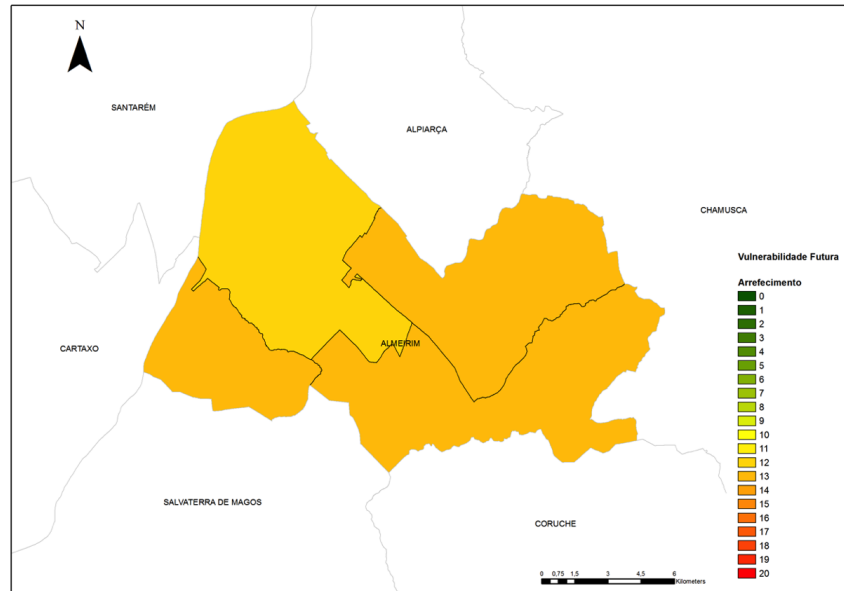 N
SANTARÉM
ALPIARÇA
CHAMUSCA
CARTAXO
ALMEIRIM
SALVATERRA DE MAGOS
CORUCHE
Vulnerabilidade Futura
Arrefecimento
0
1
2
3
4
5
6
7
8
9
10
11
12
13
14
15
16
17
18
19
20
0 0,75 1,5 3 4,5 6
Kilometers